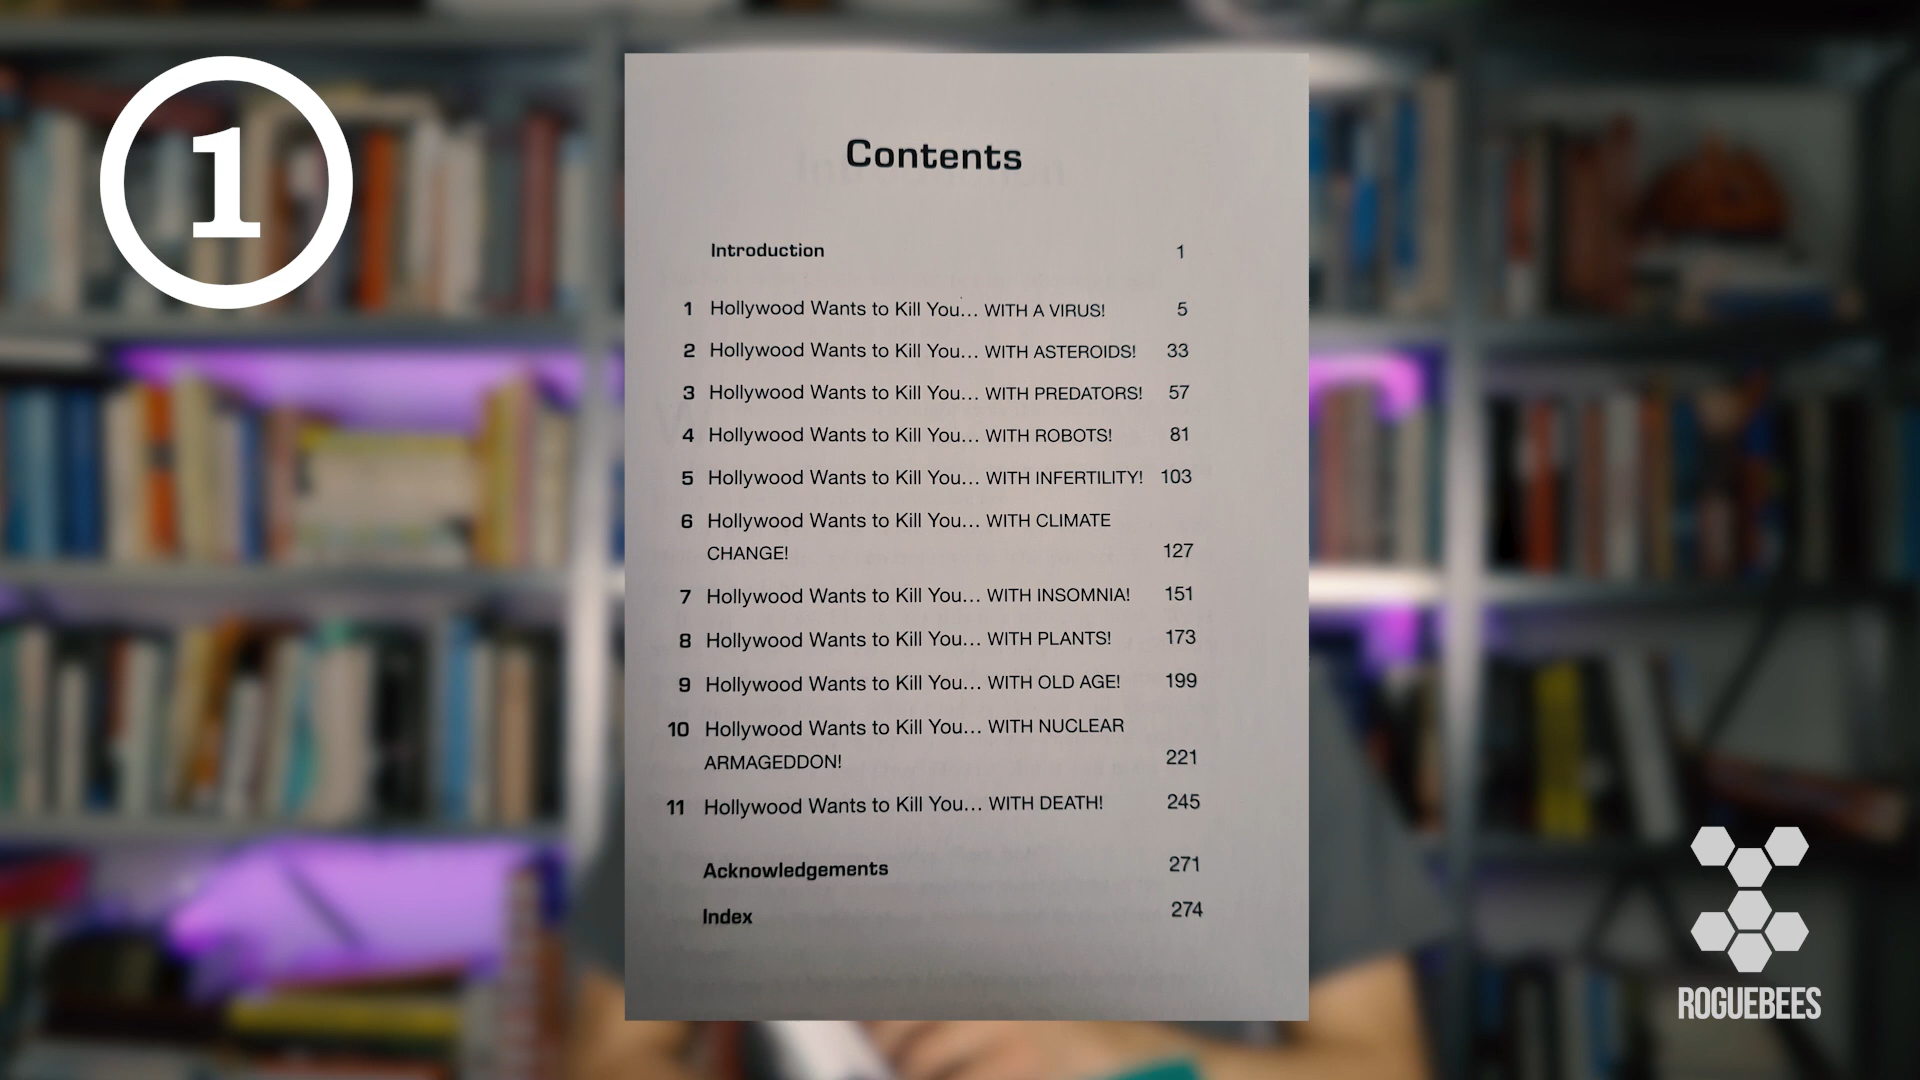 1
Contents
Introduction 1
1 Hollywood Wants to Kill You... WITH A VIRUS! 5
2 Hollywood Wants to Kill You... WITH ASTEROIDS! 33
3 Hollywood Wants to Kill You... WITH PREDATORS! 57
4 Hollywood Wants to Kill You... WITH ROBOTS! 81
5 Hollywood Wants to Kill You... WITH INFERTILITY! 103
6 Hollywood Wants to Kill You... WITH CLIMATE
CHANGE! 127
7 Hollywood Wants to Kill You... WITH INSOMNIA! 151
8 Hollywood Wants to Kill You... WITH PLANTS! 173
9 Hollywood Wants to Kill You... WITH OLD AGE! 199
10 Hollywood Wants to Kill You... WITH NUCLEAR
ARMAGEDDON! 221
11 Hollywood Wants to Kill You... WITH DEATH! 245
Acknowledgements 271
Index 274
ROGUEBEES